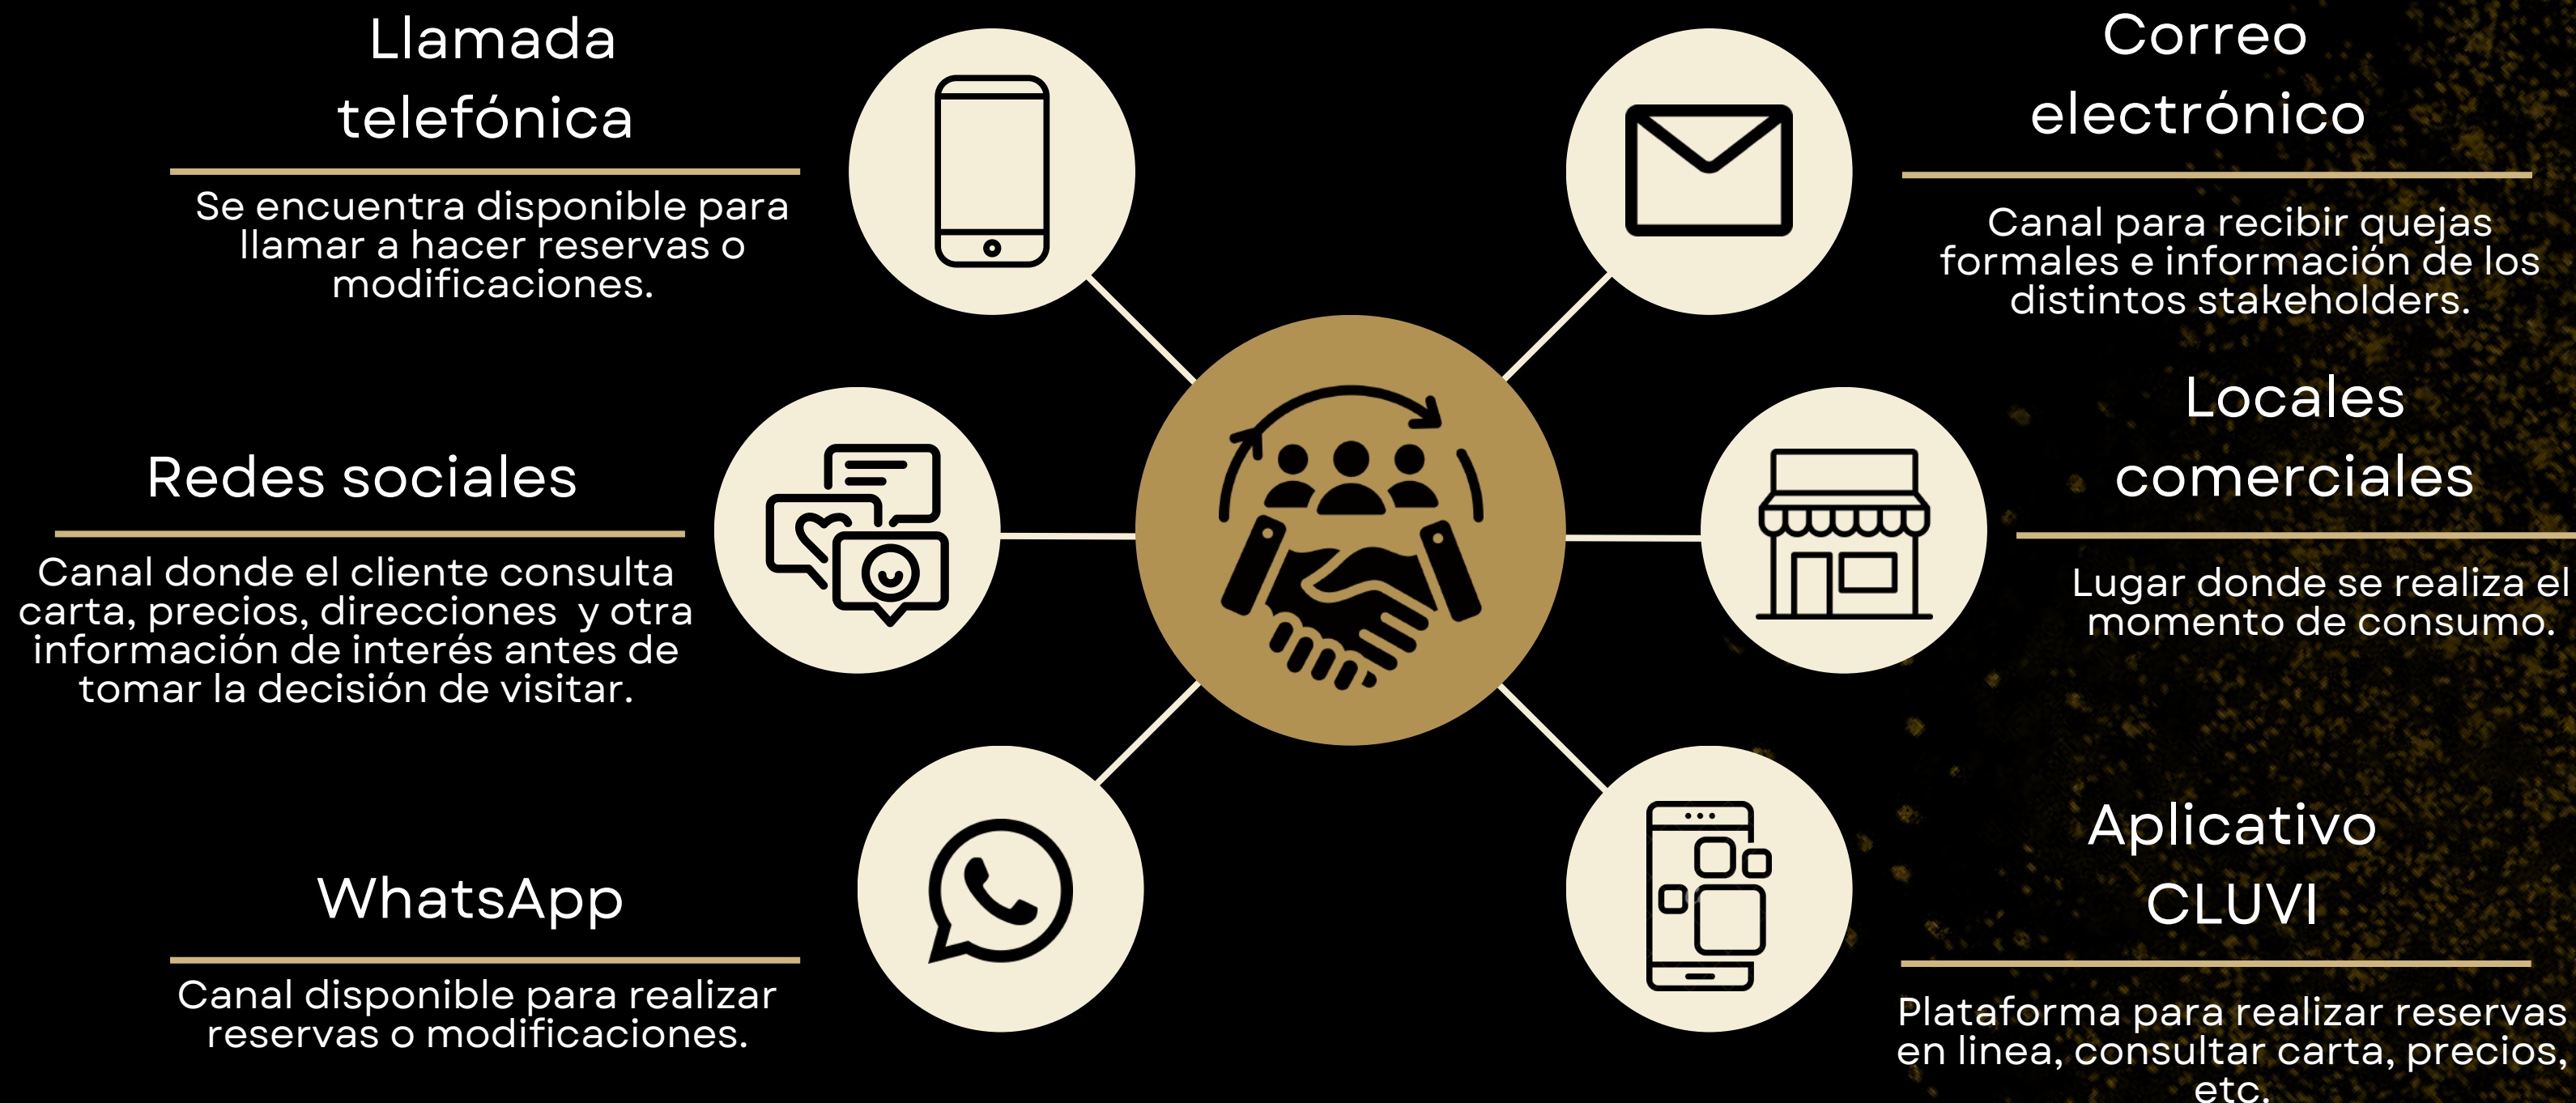 Llamada
telefónica
Se encuentra disponible para
llamar a hacer reservas o
modificaciones.
Redes sociales
Canal donde el cliente consulta
carta, precios, direcciones  y otra
información de interés antes de
tomar la decisión de visitar.
WhatsApp
Canal disponible para realizar
reservas o modificaciones.
Correo
electrónico
Canal para recibir quejas
formales e información de los
distintos stakeholders.
Locales
comerciales
Lugar donde se realiza el
momento de consumo.
Aplicativo
CLUVI
Plataforma para realizar reservas
en linea, consultar carta, precios,
etc.